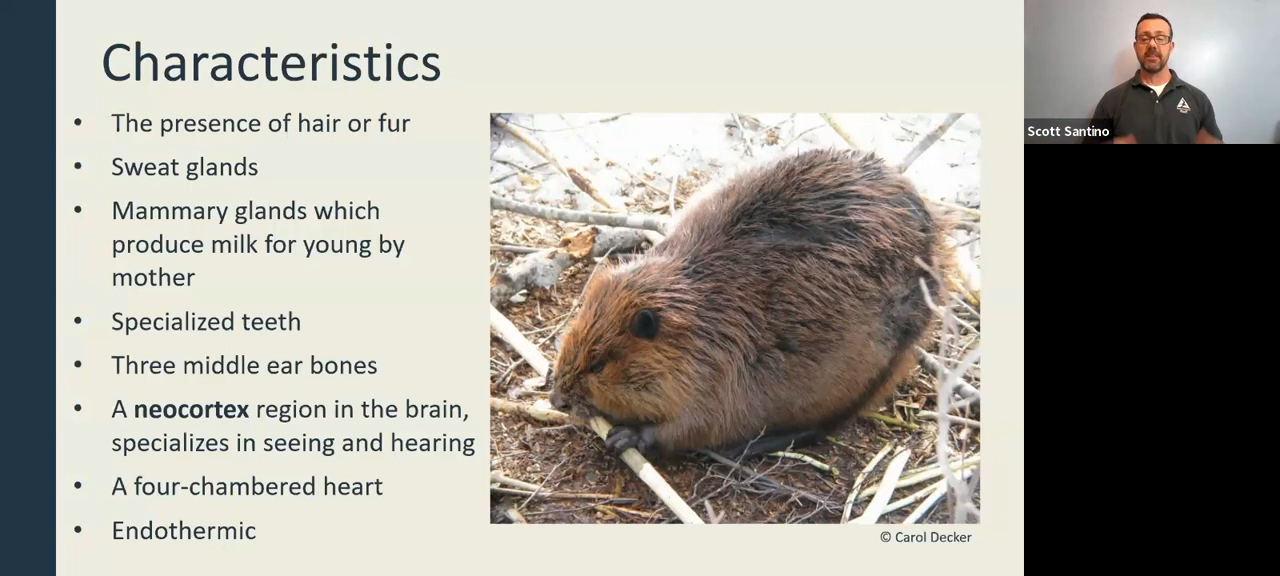 Characteristics
• The presence of hair or fur
• Sweat glands
• Mammary glands which
produce milk for young by
mother
• Specialized teeth
• Three middle ear bones
• A neocortex region in the brain,
specializes in seeing and hearing
• A four-chambered heart
• Endothermic
© Carol Decker
Scott Santino